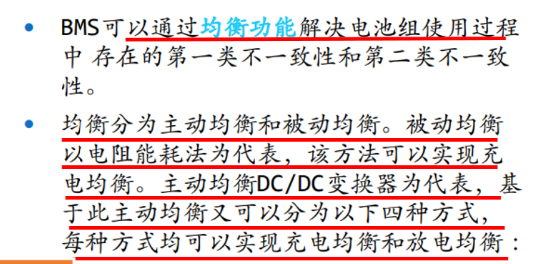 • BMS可以通过均衡功能解决电池组使用过程
中 存在的第一类不一致性和第二类不一致
性。
• 均衡分为主动均衡和被动均衡。被动均衡
以电阻能耗法为代表，该方法可以实现充
电均衡。主动均衡DC/DC变换器为代表，基
于此主动均衡又可以分为以下四种方式，
每种方式均可以实现充电均衡和放电均衡：